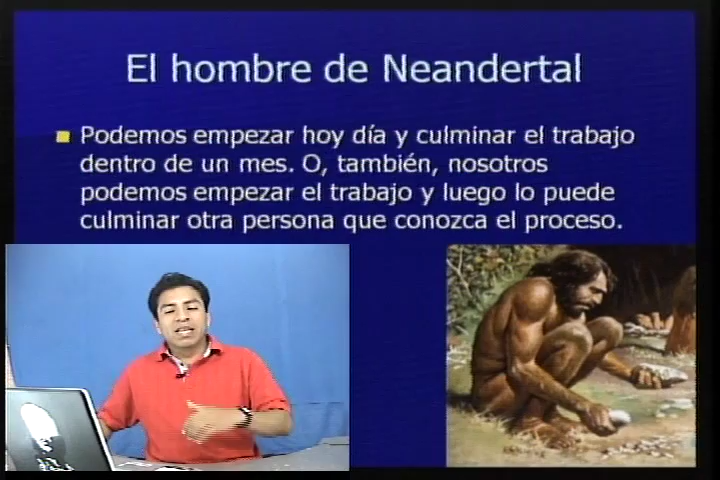 El hombre de Neandertal
Podemos empezar hoy día y culminar el trabajo
dentro de un mes. O, también, nosotros
podemos empezar el trabajo y luego lo puede
culminar otra persona que conozca el proceso.